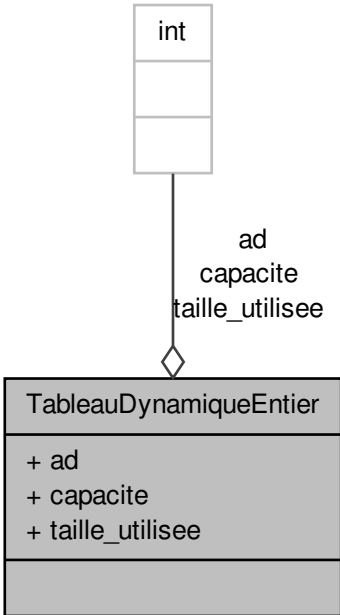 int
ad
capacite
taille_utilisee
TableauDynamiqueEntier
+ ad
+ capacite
+ taille_utilisee